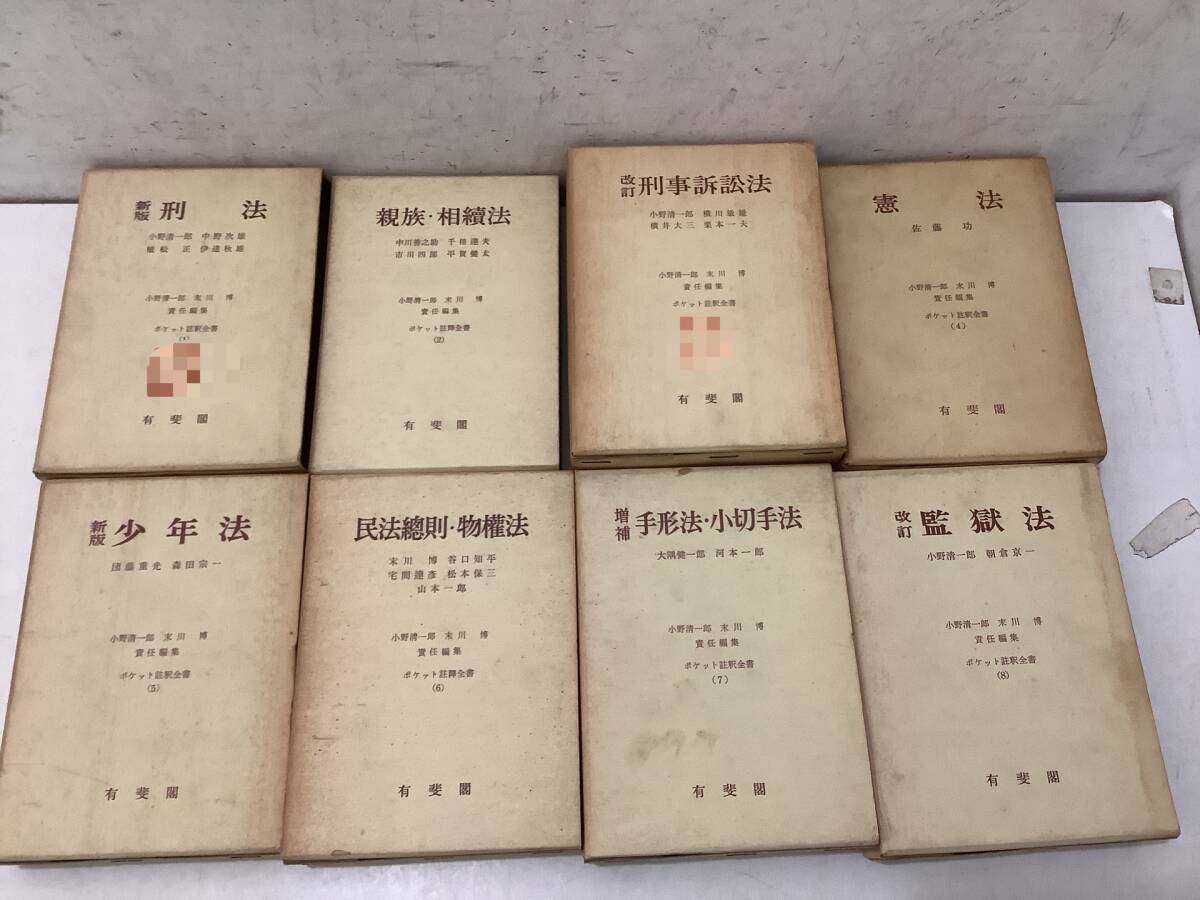 新版 刑 法
小野清一郎 中野次雄
植松 正 伊達秋雄
小野清一郎 末川 博
責任編集
ポケット註釈全書
有斐閣
親族・相續法
中川善之助 千種達夫
市川四郎 平賀健太
小野清一郎 末川 博
責任編集
ポケット註釋全書
(2)
有斐閣
改訂 刑事訴訟法
小野清一郎 横川敏雄
横井大三 栗本一夫
小野清一郎 末川 博
責任編集
ポケット註釈全書
有斐閣
憲 法
佐藤 功
小野清一郎 末川 博
責任編集
ポケット註釈全書
(4)
有斐閣
新版 少年法
団藤重光 森田宗一
小野清一郎 末川 博
責任編集
ポケット註釈全書
(5)
有斐閣
民法總則・物權法
末川 博 谷口知平
宅間達彦 松本保三
山本一郎
小野清一郎 末川 博
責任編集
ポケット註釋全書
(6)
有斐閣
増補 手形法・小切手法
大隅健一郎 河本一郎
小野清一郎 末川 博
責任編集
ポケット註釈全書
(7)
有斐閣
改訂 監獄法
小野清一郎 朝倉京一
小野清一郎 末川 博
責任編集
ポケット註釈全書
(8)
有斐閣